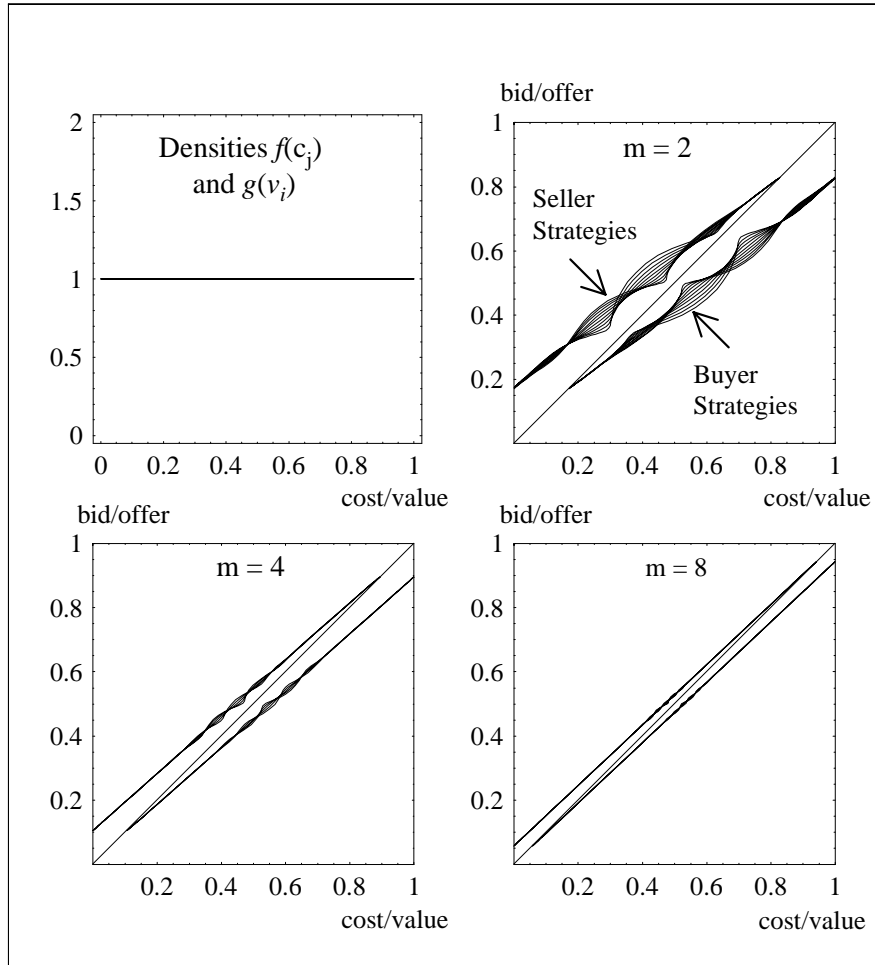 2
Densities f(c_j)
and g(v_i)
1.5
1
0.5
0
0 0.2 0.4 0.6 0.8 1
cost/value
bid/offer
1
m = 2
0.8
Seller
Strategies
0.6
0.4
Buyer
Strategies
0.2
0.2 0.4 0.6 0.8 1
cost/value
bid/offer
1
m = 4
0.8
0.6
0.4
0.2
0.2 0.4 0.6 0.8 1
cost/value
bid/offer
1
m = 8
0.8
0.6
0.4
0.2
0.2 0.4 0.6 0.8 1
cost/value